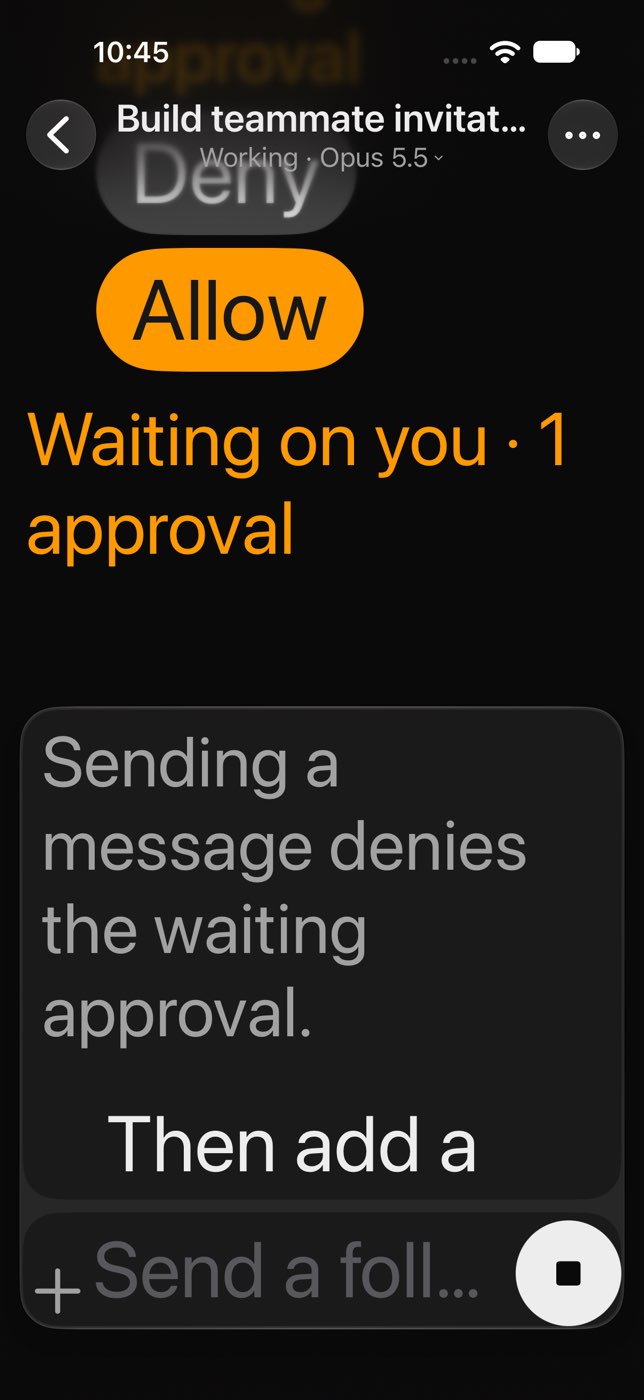 approval
10:45
Build teammate invitat...
Working · Opus 5.5
Deny
Allow
Waiting on you · 1
approval
Sending a
message denies
the waiting
approval.
Then add a
Send a foll...